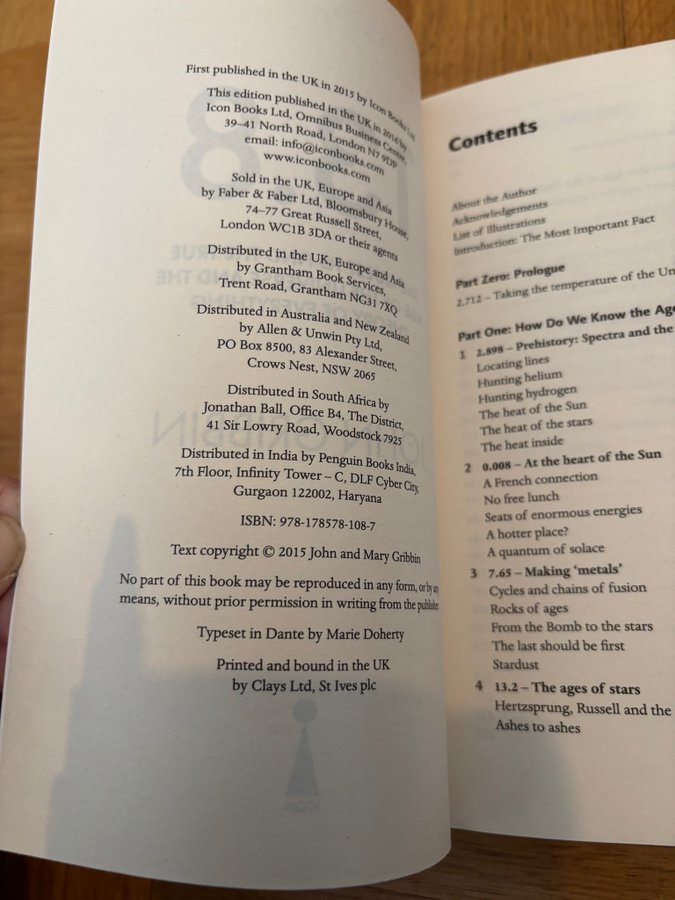 First published in the UK in 2015 by Icon Books Ltd
This edition published in the UK in 2016 by
Icon Books Ltd, Omnibus Business Centre,
39–41 North Road, London N7 9DP
email: info@iconbooks.com
www.iconbooks.com
Sold in the UK, Europe and Asia
by Faber & Faber Ltd, Bloomsbury House,
74–77 Great Russell Street,
London WC1B 3DA or their agents
Distributed in the UK, Europe and Asia
by Grantham Book Services,
Trent Road, Grantham NG31 7XQ
Distributed in Australia and New Zealand
by Allen & Unwin Pty Ltd,
PO Box 8500, 83 Alexander Street,
Crows Nest, NSW 2065
Distributed in South Africa by
Jonathan Ball, Office B4, The District,
41 Sir Lowry Road, Woodstock 7925
Distributed in India by Penguin Books India,
7th Floor, Infinity Tower – C, DLF Cyber City,
Gurgaon 122002, Haryana
ISBN: 978-178578-108-7
Text copyright © 2015 John and Mary Gribbin
No part of this book may be reproduced in any form, or by any
means, without prior permission in writing from the publisher
Typeset in Dante by Marie Doherty
Printed and bound in the UK
by Clays Ltd, St Ives plc
Contents
About the Author
Acknowledgements
List of Illustrations
Introduction: The Most Important Fact
Part Zero: Prologue
2.712 – Taking the temperature of the Un
Part One: How Do We Know the Age
1 2.898 – Prehistory: Spectra and the
Locating lines
Hunting helium
Hunting hydrogen
The heat of the Sun
The heat of the stars
The heat inside
2 0.008 – At the heart of the Sun
A French connection
No free lunch
Seats of enormous energies
A hotter place?
A quantum of solace
3 7.65 – Making ‘metals’
Cycles and chains of fusion
Rocks of ages
From the Bomb to the stars
The last should be first
Stardust
4 13.2 – The ages of stars
Hertzsprung, Russell and the
Ashes to ashes